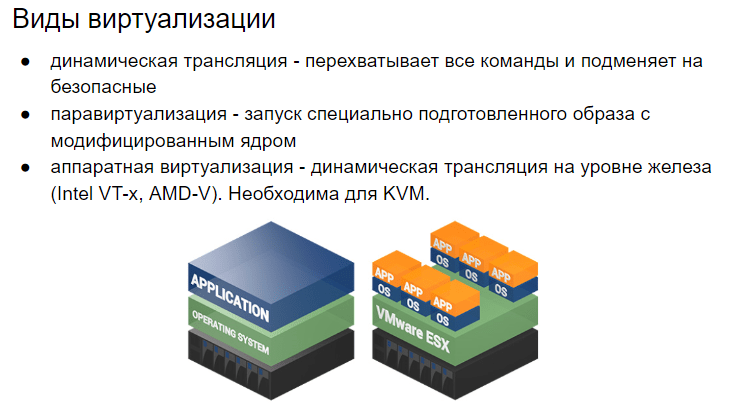 Виды виртуализации
● динамическая трансляция - перехватывает все команды и подменяет на
безопасные
● паравиртуализация - запуск специально подготовленного образа с
модифицированным ядром
● аппаратная виртуализация - динамическая трансляция на уровне железа
(Intel VT-x, AMD-V). Необходима для KVM.
APPLICATION
OPERATING SYSTEM
APP
OS
APP
OS
APP
OS
APP
OS
APP
OS
APP
OS
VMware ESX